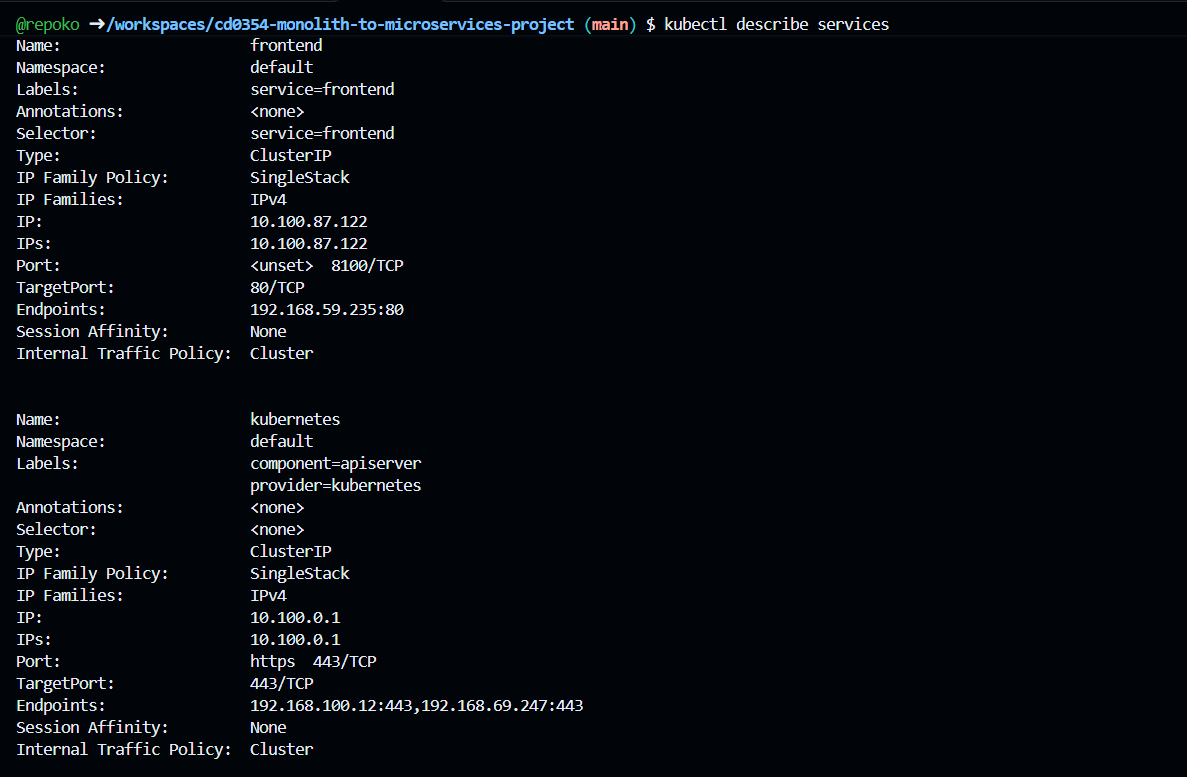 @repoko ➜/workspaces/cd0354-monolith-to-microservices-project (main) $ kubectl describe services
Name:                     frontend
Namespace:                default
Labels:                   service=frontend
Annotations:              <none>
Selector:                 service=frontend
Type:                     ClusterIP
IP Family Policy:         SingleStack
IP Families:              IPv4
IP:                       10.100.87.122
IPs:                      10.100.87.122
Port:                     <unset>  8100/TCP
TargetPort:               80/TCP
Endpoints:                192.168.59.235:80
Session Affinity:         None
Internal Traffic Policy:  Cluster
Name:                     kubernetes
Namespace:                default
Labels:                   component=apiserver
                          provider=kubernetes
Annotations:              <none>
Selector:                 <none>
Type:                     ClusterIP
IP Family Policy:         SingleStack
IP Families:              IPv4
IP:                       10.100.0.1
IPs:                      10.100.0.1
Port:                     https  443/TCP
TargetPort:               443/TCP
Endpoints:                192.168.100.12:443,192.168.69.247:443
Session Affinity:         None
Internal Traffic Policy:  Cluster